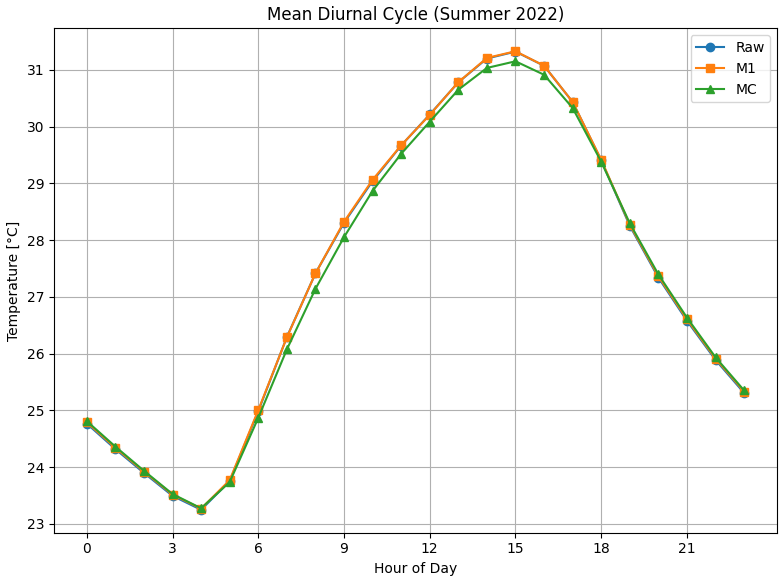 Mean Diurnal Cycle (Summer 2022)
Raw
M1
MC
Temperature [°C]
31
30
29
28
27
26
25
24
23
0 3 6 9 12 15 18 21
Hour of Day